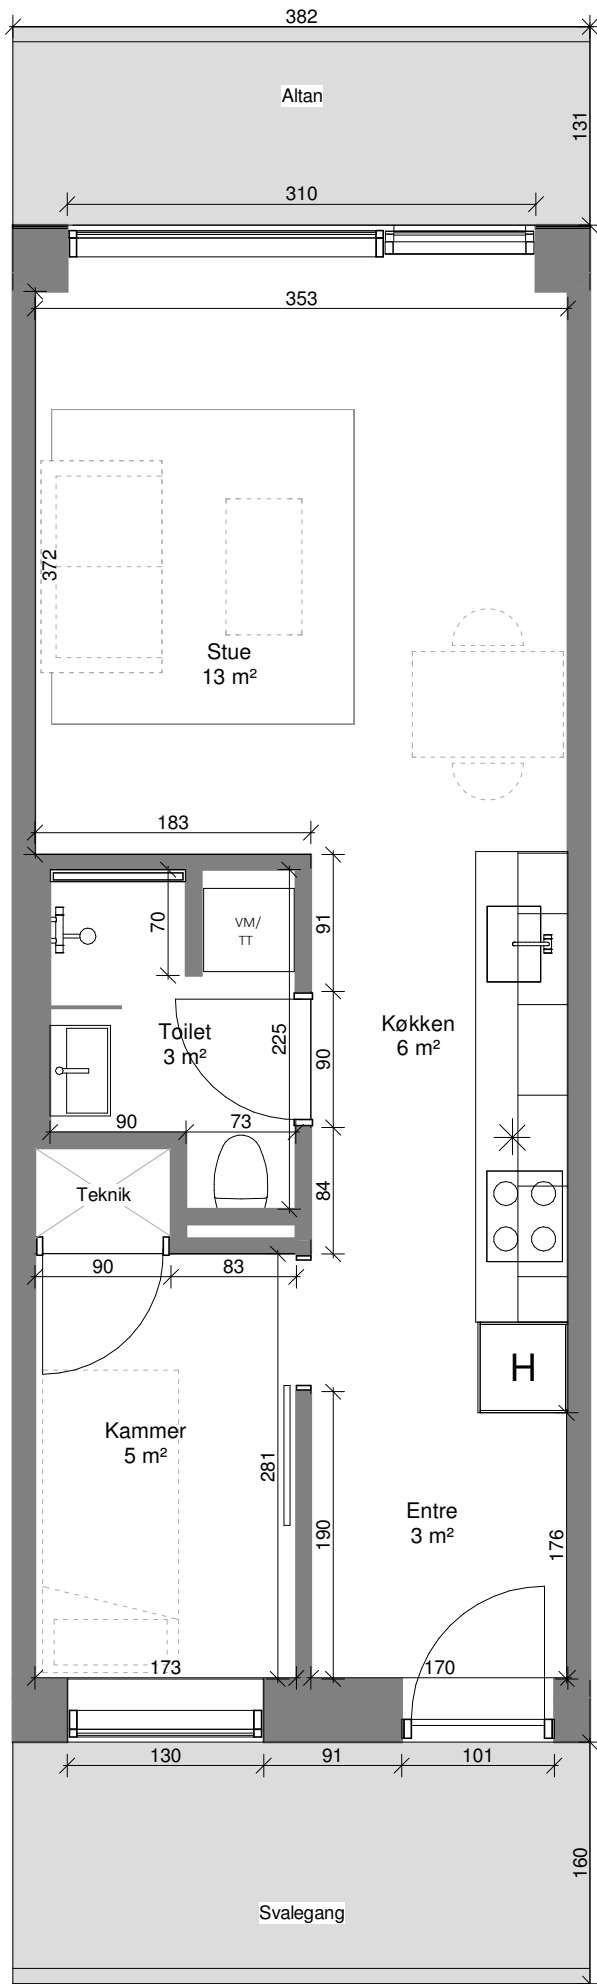 382
Altan
131
310
353
372
Stue
13 m²
183
70
VM/
TT
91
Toilet
3 m²
225
90
Køkken
6 m²
90
73
84
Teknik
90
83
H
Kammer
5 m²
281
190
Entre
3 m²
176
173
170
130
91
101
160
Svalegang